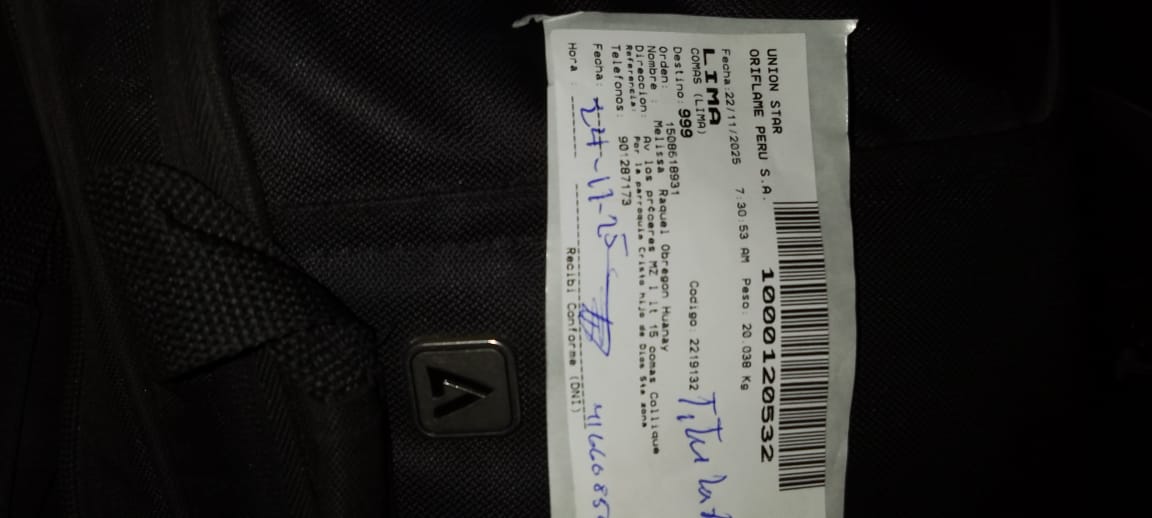 UNION STAR
ORIFLAME PERU S.A.
1000120532
Fecha:22/11/2025 7:30:53 AM Peso: 20.038 Kg
LIMA
COMAS (LIMA)
Destino: 999 Codigo: 2219132
Orden: 1508618931
Nombre : Melissa Raquel Obregon Huanay
Direccion: Av los próceres MZ 1 lt 15 comas Collique
Referencia: Por la parroquia Cristo hijo de Dios 5ta zona
Telefonos: 901287173
Fecha: 24-11-25
Hora : Recibi Conforme (DNI)